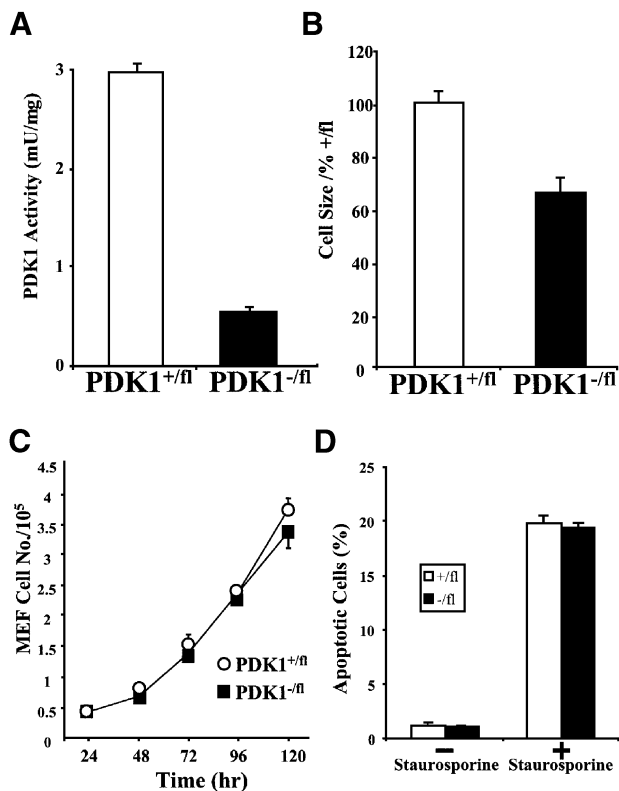 A
PDK1 Activity (mU/mg)
3
2
1
0
PDK1+/fl
PDK1-/fl
B
Cell Size /% +/fl
120
100
80
60
40
20
0
PDK1+/fl
PDK1-/fl
C
MEF Cell No./10⁵
4.5
4
3.5
3
2.5
2
1.5
1
0.5
0
24
48
72
96
120
Time (hr)
PDK1+/fl
PDK1-/fl
D
Apoptotic Cells (%)
25
20
15
10
5
0
+/fl
-/fl
−
+
Staurosporine
Staurosporine